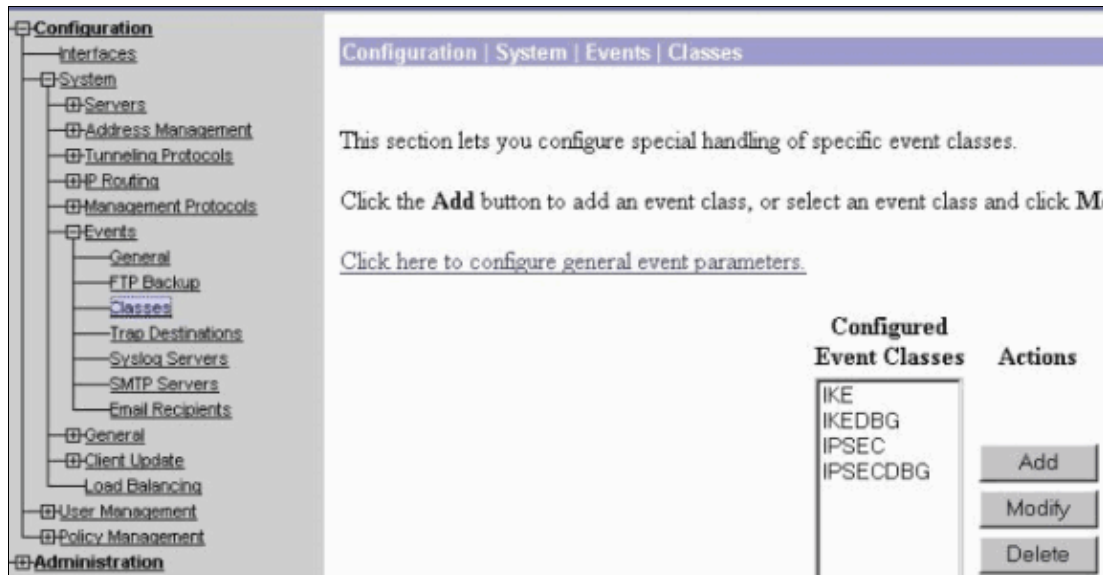 Configuration
Interfaces
System
Servers
Address Management
Tunneling Protocols
IP Routing
Management Protocols
Events
General
FTP Backup
Classes
Trap Destinations
Syslog Servers
SMTP Servers
Email Recipients
General
Client Update
Load Balancing
User Management
Policy Management
Administration
Configuration | System | Events | Classes
This section lets you configure special handling of specific event classes.
Click the Add button to add an event class, or select an event class and click
Click here to configure general event parameters.
Configured
Event Classes
Actions
IKE
IKEDBG
IPSEC
IPSECDBG
Add
Modify
Delete